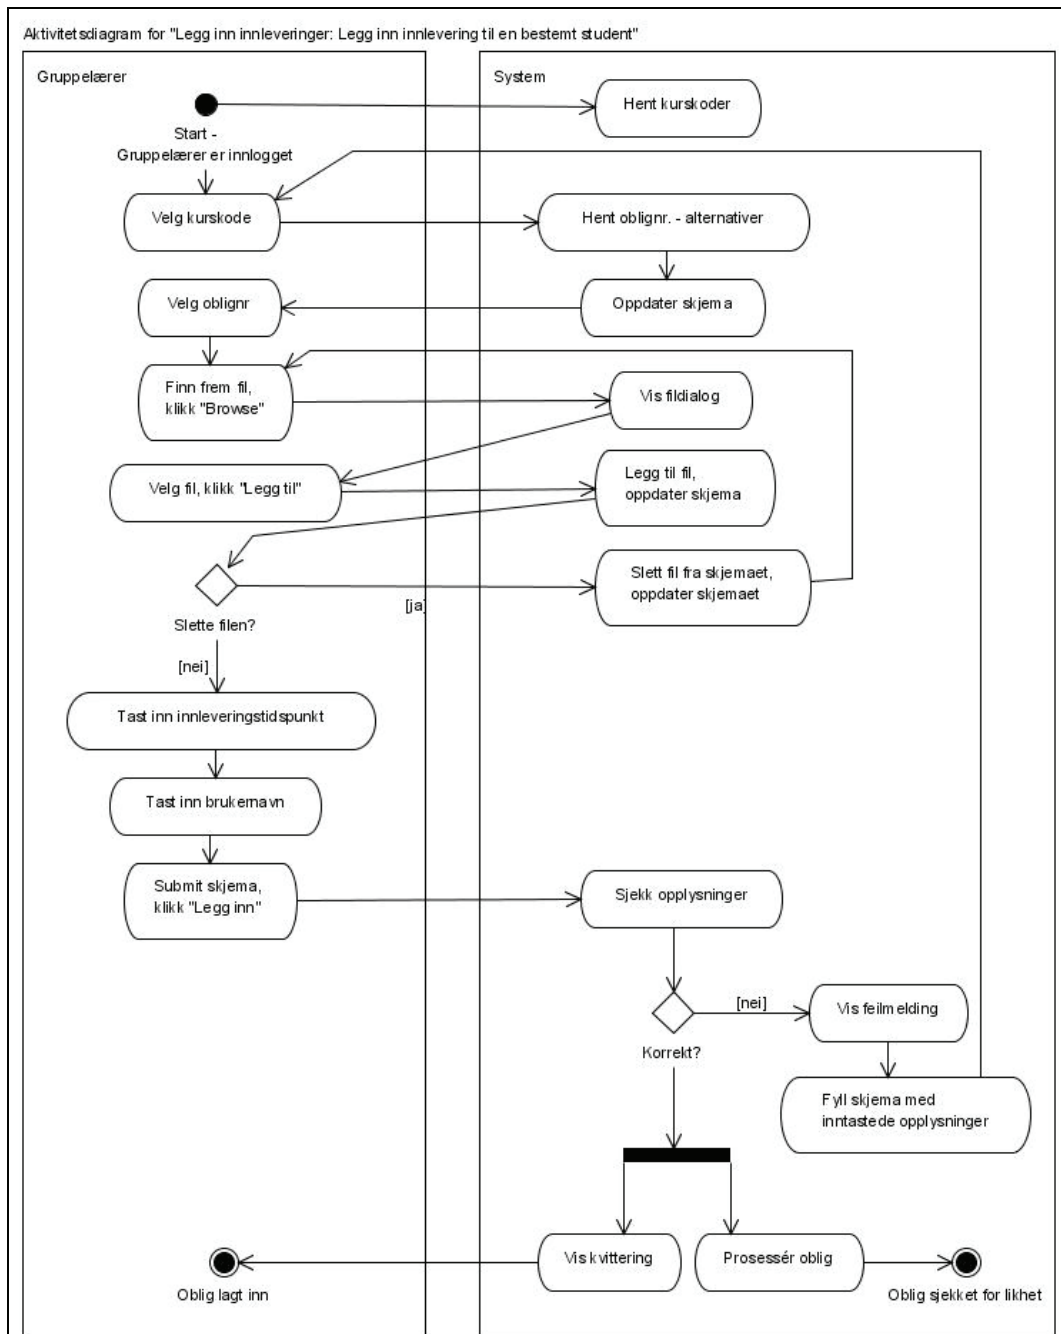 Aktivitetsdiagram for "Legg inn innleveringer: Legg inn innlevering til en bestemt student"
Gruppelærer
System
Hent kurskoder
Start -
Gruppelærer er innlogget
Velg kurskode
Hent oblignr. - alternativer
Velg oblignr
Oppdater skjema
Finn frem fil,
klikk "Browse"
Vis fildialog
Velg fil, klikk "Legg til"
Legg til fil,
oppdater skjema
Slett fil fra skjemaet,
oppdater skjemaet
[ja]
Slette filen?
[nei]
Tast inn innleveringstidspunkt
Tast inn brukernavn
Submit skjema,
klikk "Legg inn"
Sjekk opplysninger
[nei]
Vis feilmelding
Korrekt?
Fyll skjema med
inntastede opplysninger
Vis kvittering
Prosessér oblig
Oblig lagt inn
Oblig sjekket for likhet